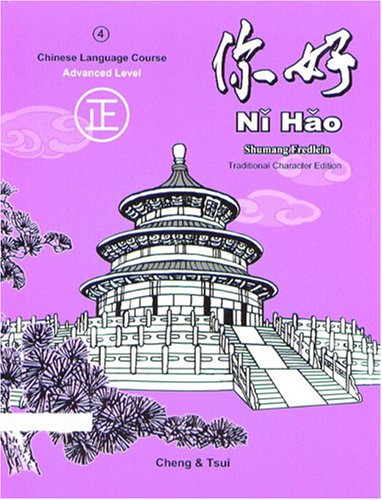 4
Chinese Language Course
Advanced Level
正
你好
Nǐ Hǎo
Shumang Fredlein
Traditional Character Edition
Cheng & Tsui